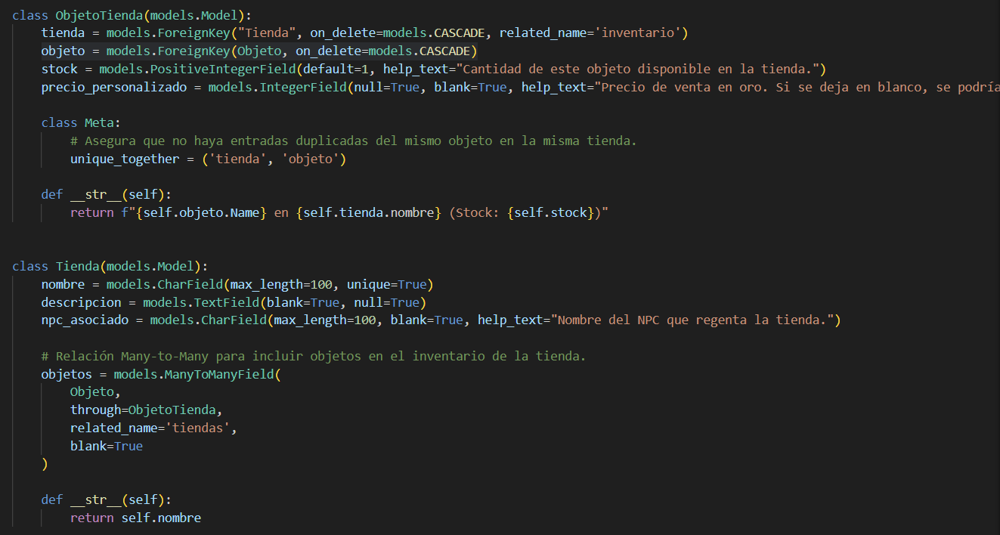 class ObjetoTienda(models.Model):
    tienda = models.ForeignKey("Tienda", on_delete=models.CASCADE, related_name='inventario')
    objeto = models.ForeignKey(Objeto, on_delete=models.CASCADE)
    stock = models.PositiveIntegerField(default=1, help_text="Cantidad de este objeto disponible en la tienda.")
    precio_personalizado = models.IntegerField(null=True, blank=True, help_text="Precio de venta en oro. Si se deja en blanco, se podría
    class Meta:
        # Asegura que no haya entradas duplicadas del mismo objeto en la misma tienda.
        unique_together = ('tienda', 'objeto')
    def __str__(self):
        return f"{self.objeto.Name} en {self.tienda.nombre} (Stock: {self.stock})"
class Tienda(models.Model):
    nombre = models.CharField(max_length=100, unique=True)
    descripcion = models.TextField(blank=True, null=True)
    npc_asociado = models.CharField(max_length=100, blank=True, help_text="Nombre del NPC que regenta la tienda.")
    # Relación Many-to-Many para incluir objetos en el inventario de la tienda.
    objetos = models.ManyToManyField(
        Objeto,
        through=ObjetoTienda,
        related_name='tiendas',
        blank=True
    )
    def __str__(self):
        return self.nombre